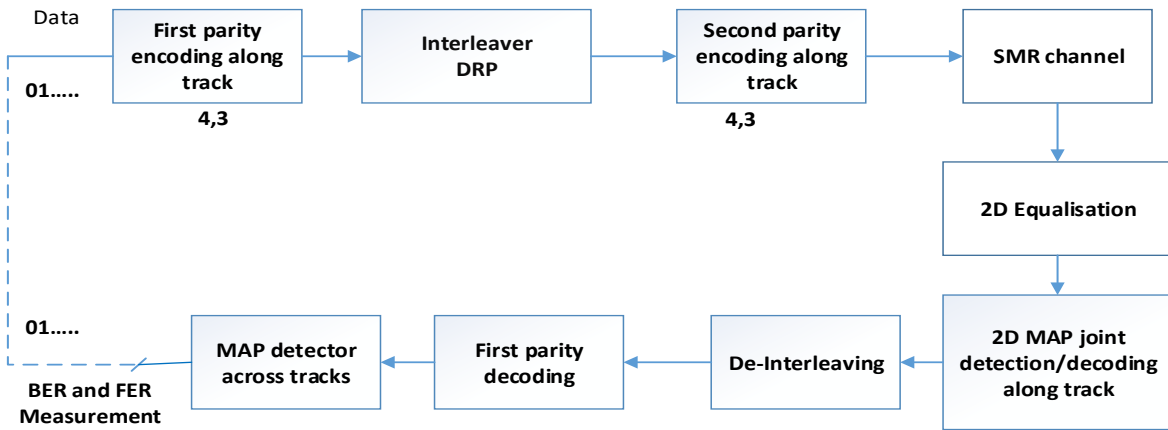 Data
01.....
First parity
encoding along
track
4,3
Interleaver
DRP
Second parity
encoding along
track
4,3
SMR channel
2D Equalisation
2D MAP joint
detection/decoding
along track
De-Interleaving
First parity
decoding
MAP detector
across tracks
01.....
BER and FER
Measurement